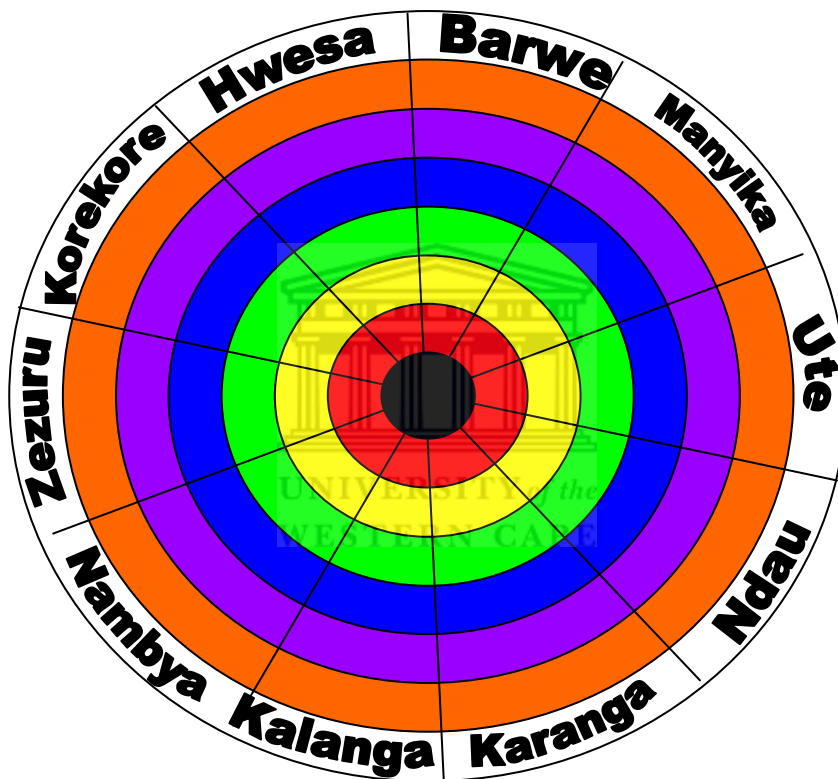 Hwesa
Barwe
Manyika
Ute
Ndau
Karanga
Kalanga
Nambya
Zezuru
Korekore
UNIVERSITY of the
WESTERN CAPE